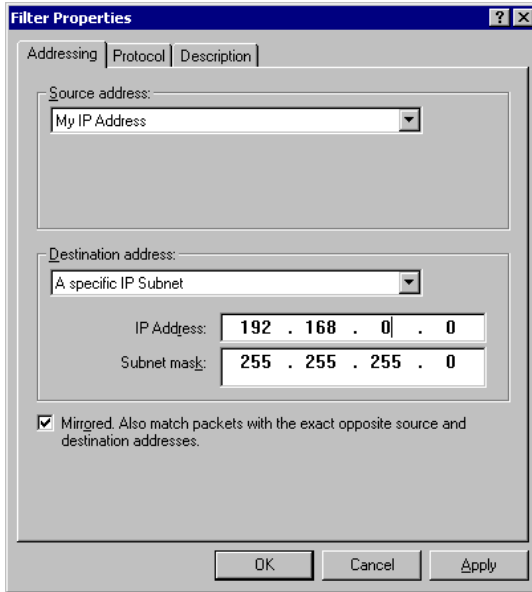 Filter Properties
Addressing Protocol Description
Source address:
My IP Address
Destination address:
A specific IP Subnet
IP Address: 192 . 168 . 0 . 0
Subnet mask: 255 . 255 . 255 . 0
Mirrored. Also match packets with the exact opposite source and
destination addresses.
OK Cancel Apply